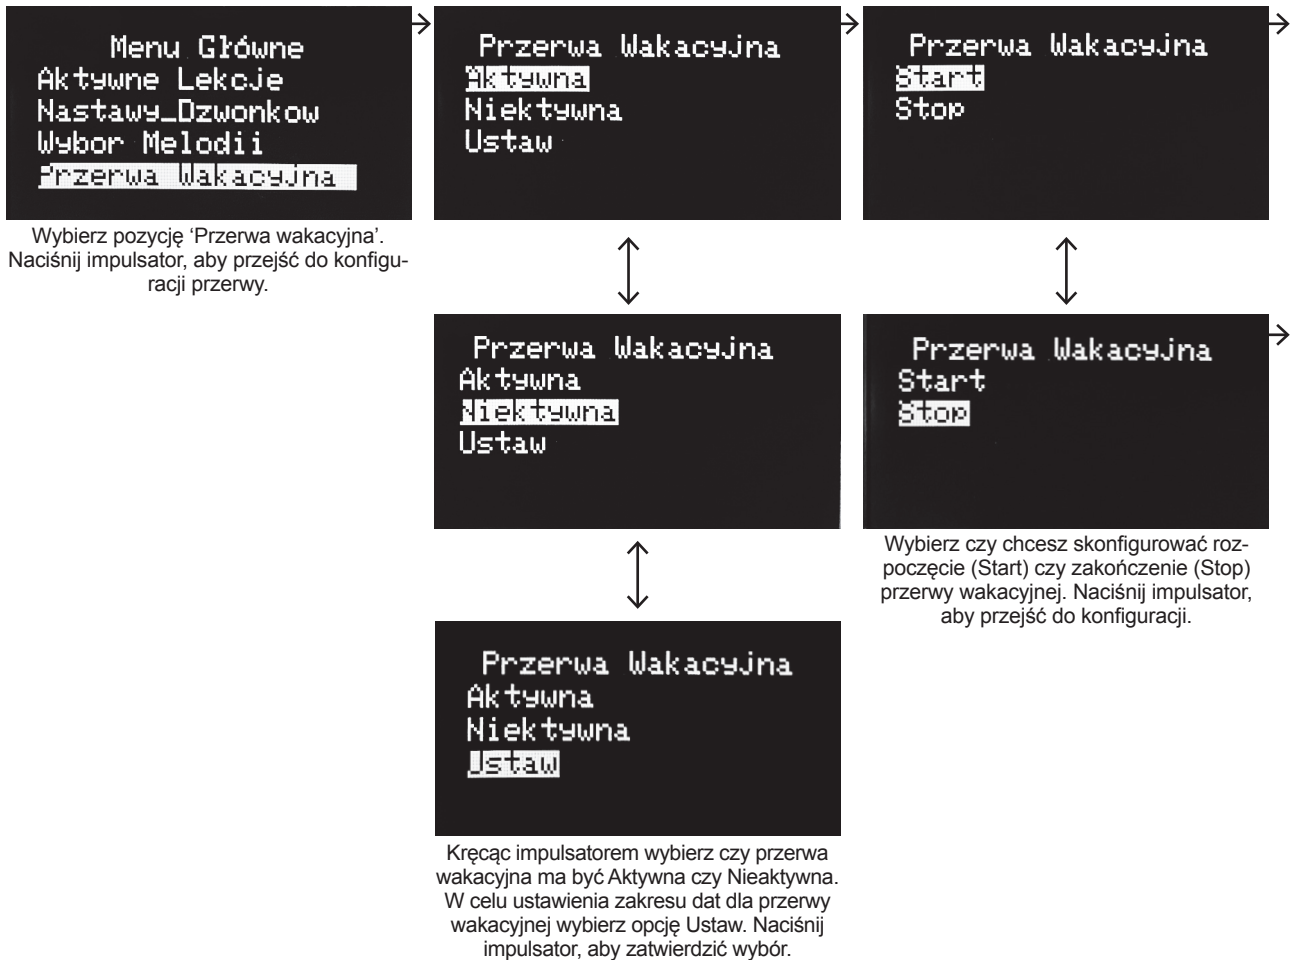 Menu Główne
Aktywne Lekcje
Nastawy_Dzwonkow
Wybor Melodii
Przerwa Wakacyjna
Wybierz pozycję ‘Przerwa wakacyjna’.
Naciśnij impulsator, aby przejść do konfigu-
racji przerwy.
Przerwa Wakacyjna
Aktywna
Niektywna
Ustaw
Przerwa Wakacyjna
Start
Stop
Przerwa Wakacyjna
Aktywna
Niektywna
Ustaw
Przerwa Wakacyjna
Start
Stop
Wybierz czy chcesz skonfigurować roz-
poczęcie (Start) czy zakończenie (Stop)
przerwy wakacyjnej. Naciśnij impulsator,
aby przejść do konfiguracji.
Przerwa Wakacyjna
Aktywna
Niektywna
Ustaw
Kręcąc impulsatorem wybierz czy przerwa
wakacyjna ma być Aktywna czy Nieaktywna.
W celu ustawienia zakresu dat dla przerwy
wakacyjnej wybierz opcję Ustaw. Naciśnij
impulsator, aby zatwierdzić wybór.